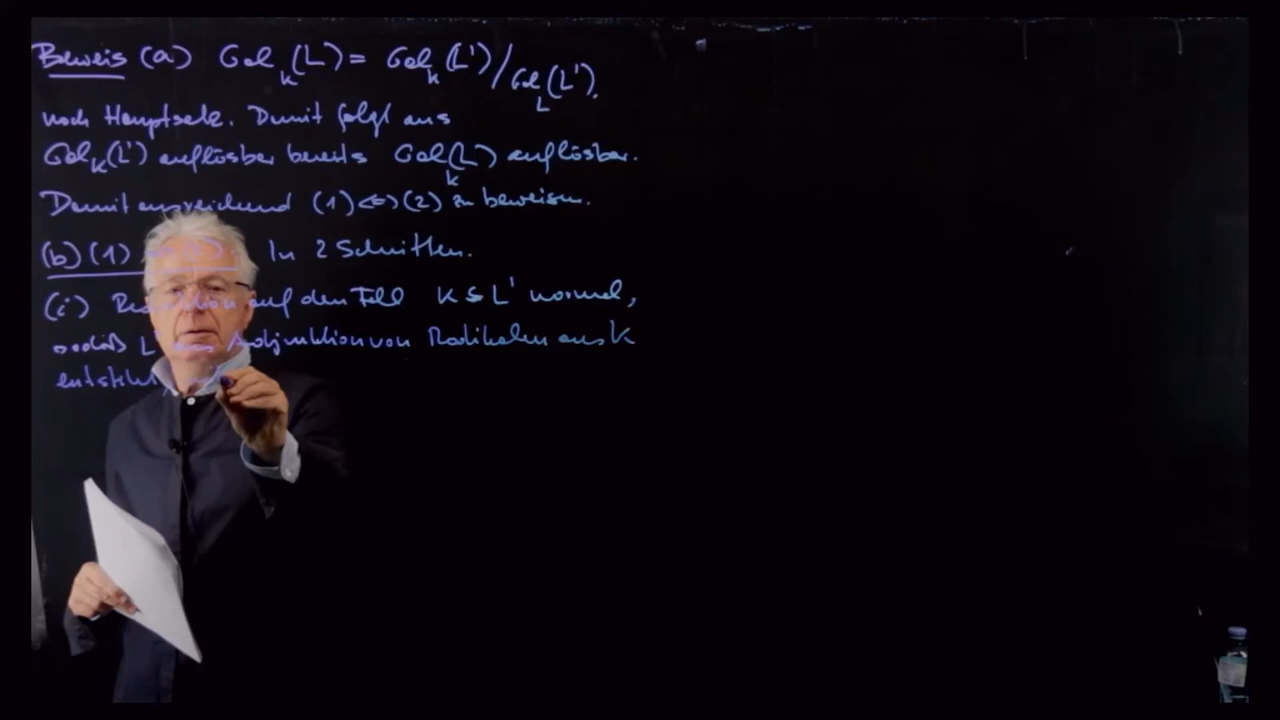 Beweis (a) Gal_k(L) = Gal_k(L')/Gal_L(L').
nach Hauptsatz. Damit folgt aus
Gal_k(L') auflösbar bereits Gal_k(L) auflösbar.
Damit ausreichend (1)⇔(2) zu beweisen.
(b) (1) In 2 Schritten.
(i) auf den Fall K ⊆ L' normal,
sodaß L' Adjunktion von Radikalen aus K
entsteht